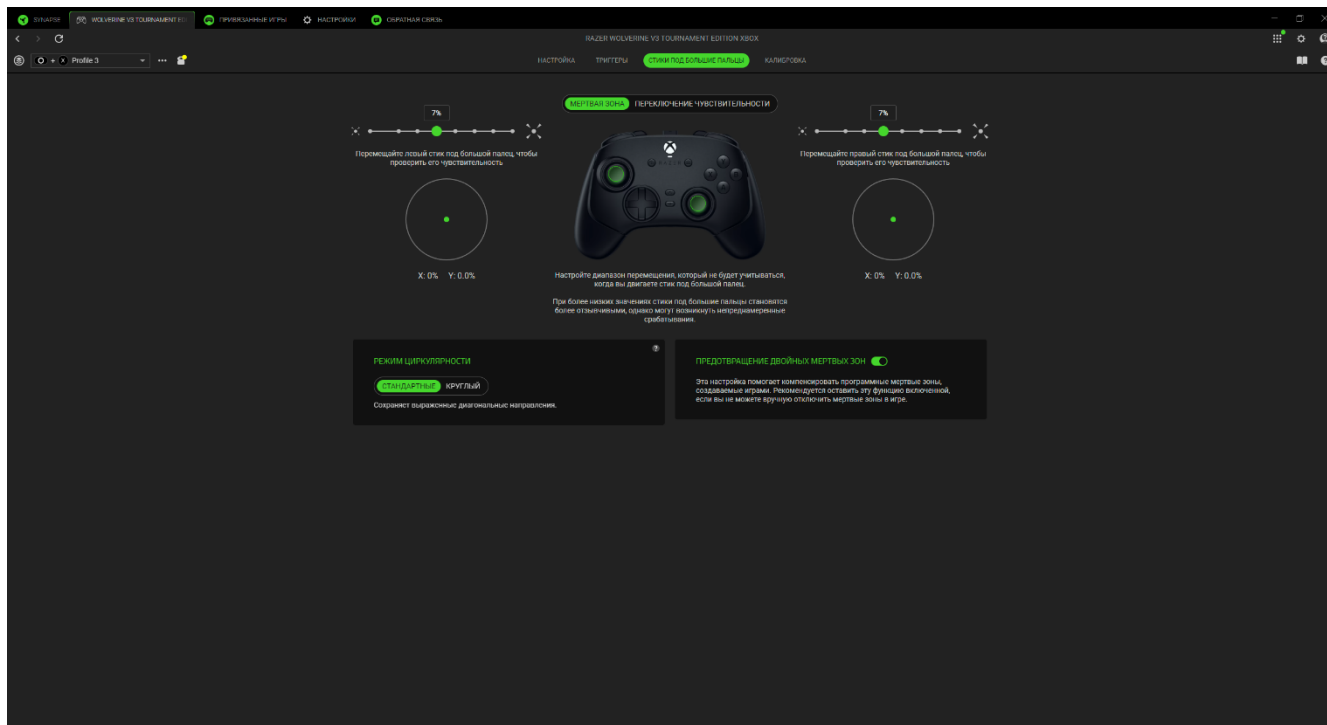 SYNAPSE
WOLVERINE V3 TOURNAMENT EDI
ПРИВЯЗАННЫЕ ИГРЫ
НАСТРОЙКИ
ОБРАТНАЯ СВЯЗЬ
RAZER WOLVERINE V3 TOURNAMENT EDITION XBOX
+ X Profile 3
НАСТРОЙКА
ТРИГГЕРЫ
СТИКИ ПОД БОЛЬШИЕ ПАЛЬЦЫ
КАЛИБРОВКА
МЕРТВАЯ ЗОНА ПЕРЕКЛЮЧЕНИЕ ЧУВСТВИТЕЛЬНОСТИ
7%
Перемещайте левый стик под большой палец, чтобы
проверить его чувствительность
X: 0% Y: 0.0%
7%
Перемещайте правый стик под большой палец, чтобы
проверить его чувствительность
X: 0% Y: 0.0%
Настройте диапазон перемещения, который не будет учитываться,
когда вы двигаете стик под большой палец.
При более низких значениях стики под большие пальцы становятся
более отзывчивыми, однако могут возникнуть непреднамеренные
срабатывания.
РЕЖИМ ЦИРКУЛЯРНОСТИ
?
СТАНДАРТНЫЕ КРУГЛЫЙ
Сохраняет выраженные диагональные направления.
ПРЕДОТВРАЩЕНИЕ ДВОЙНЫХ МЕРТВЫХ ЗОН
Эта настройка помогает компенсировать программные мертвые зоны,
создаваемые играми. Рекомендуется оставить эту функцию включенной,
если вы не можете вручную отключить мертвые зоны в игре.